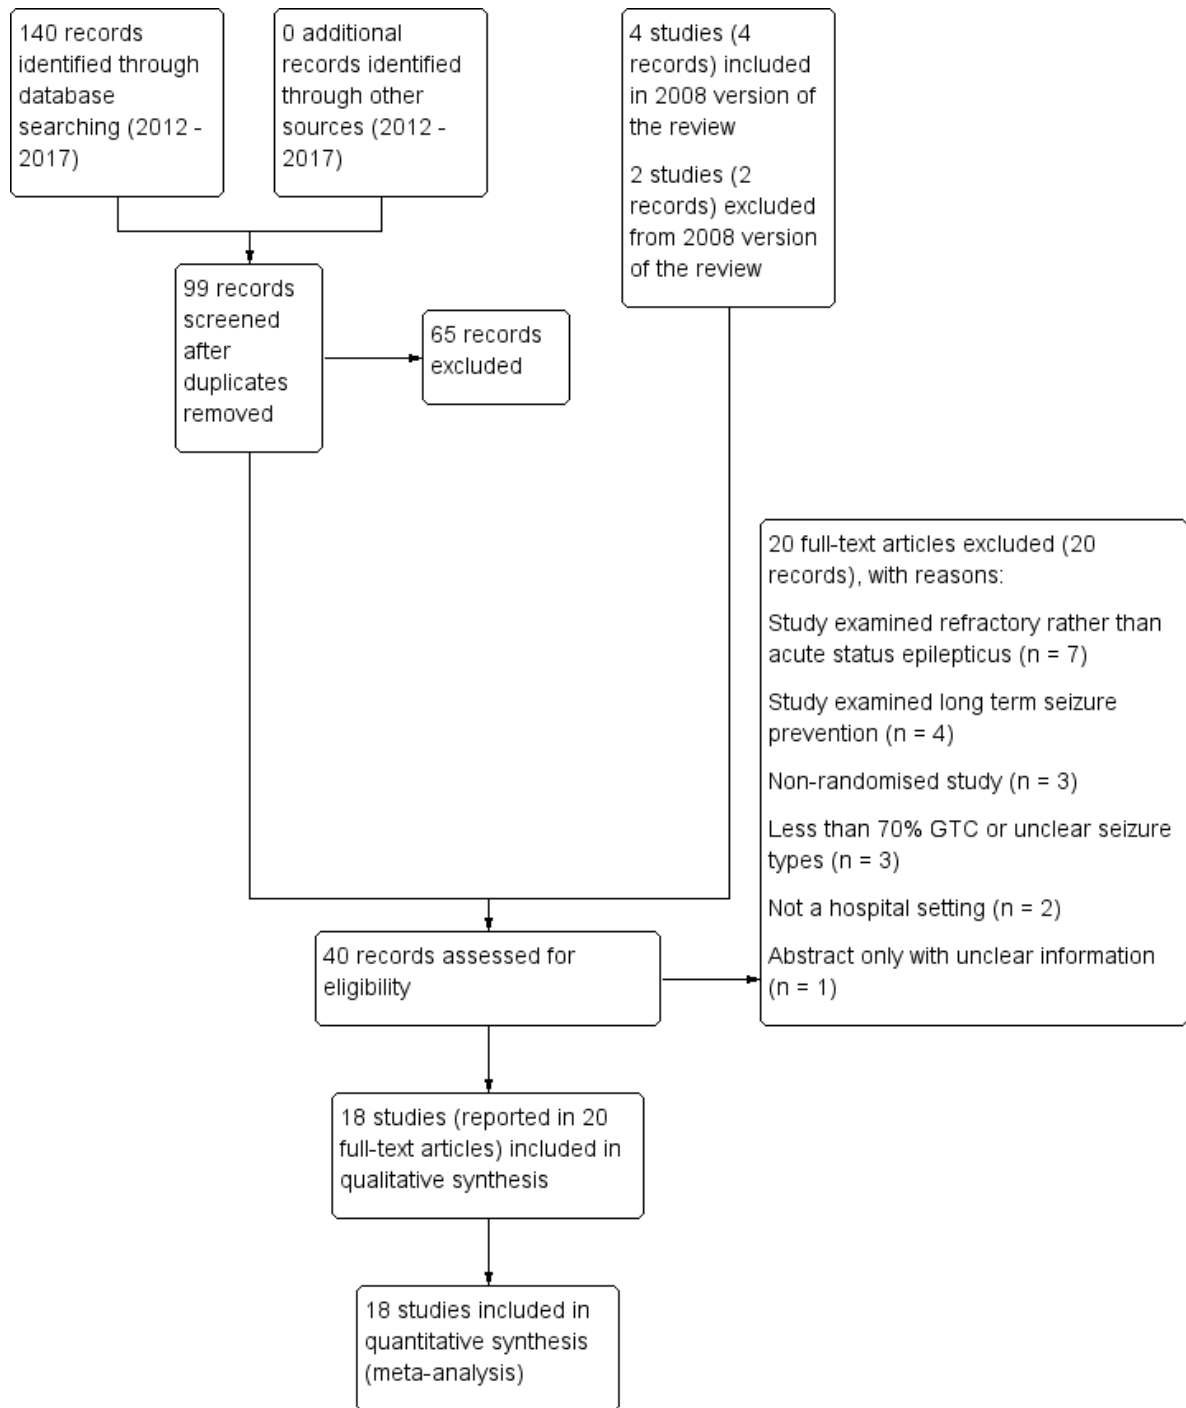 140 records
identified through
database
searching (2012 -
2017)
0 additional
records identified
through other
sources (2012 -
2017)
4 studies (4
records) included
in 2008 version of
the review
2 studies (2
records) excluded
from 2008 version
of the review
99 records
screened
after
duplicates
removed
65 records
excluded
20 full-text articles excluded (20
records), with reasons:
Study examined refractory rather than
acute status epilepticus (n = 7)
Study examined long term seizure
prevention (n = 4)
Non-randomised study (n = 3)
Less than 70% GTC or unclear seizure
types (n = 3)
Not a hospital setting (n = 2)
Abstract only with unclear information
(n = 1)
40 records assessed for
eligibility
18 studies (reported in 20
full-text articles) included in
qualitative synthesis
18 studies included in
quantitative synthesis
(meta-analysis)